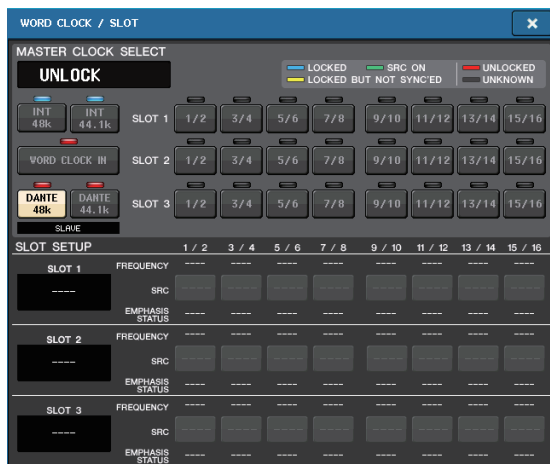 WORD CLOCK / SLOT
MASTER CLOCK SELECT
UNLOCK
LOCKED SRC ON UNLOCKED
LOCKED BUT NOT SYNC'ED UNKNOWN
INT 48k INT 44.1k SLOT 1 1/2 3/4 5/6 7/8 9/10 11/12 13/14 15/16
WORD CLOCK IN SLOT 2 1/2 3/4 5/6 7/8 9/10 11/12 13/14 15/16
DANTE 48k DANTE 44.1k SLOT 3 1/2 3/4 5/6 7/8 9/10 11/12 13/14 15/16
SLAVE
SLOT SETUP 1 / 2 3 / 4 5 / 6 7 / 8 9 / 10 11 / 12 13 / 14 15 / 16
SLOT 1 FREQUENCY ---- ---- ---- ---- ---- ---- ---- ----
---- SRC ---- ---- ---- ---- ---- ---- ---- ----
EMPHASIS STATUS ---- ---- ---- ---- ---- ---- ---- ----
SLOT 2 FREQUENCY ---- ---- ---- ---- ---- ---- ---- ----
---- SRC ---- ---- ---- ---- ---- ---- ---- ----
EMPHASIS STATUS ---- ---- ---- ---- ---- ---- ---- ----
SLOT 3 FREQUENCY ---- ---- ---- ---- ---- ---- ---- ----
---- SRC ---- ---- ---- ---- ---- ---- ---- ----
EMPHASIS STATUS ---- ---- ---- ---- ---- ---- ---- ----